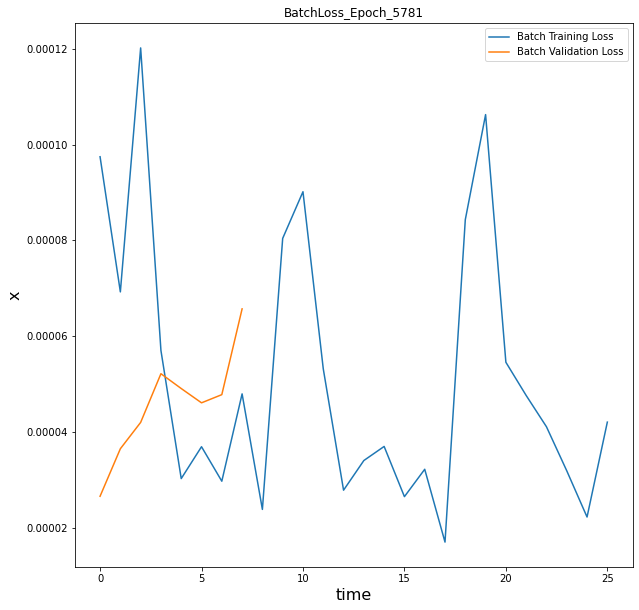 BatchLoss_Epoch_5781
Batch Training Loss
Batch Validation Loss
0.00012
0.00010
0.00008
0.00006
0.00004
0.00002
x
0 5 10 15 20 25
time